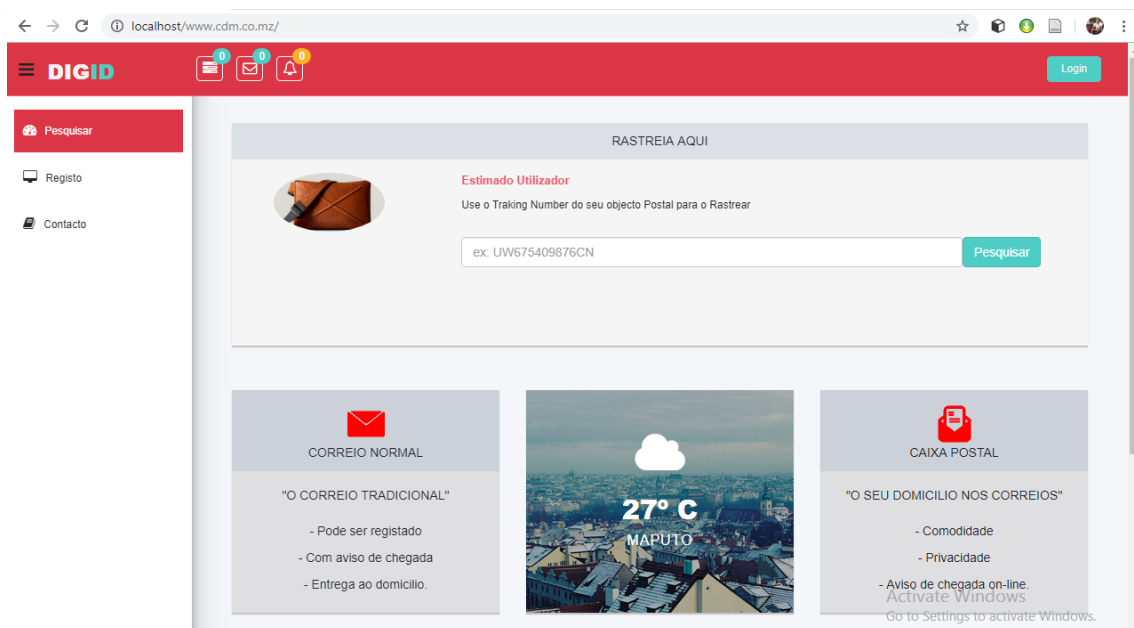 localhost/www.cdm.co.mz/
DIGID
0
0
0
Login
Pesquisar
Registo
Contacto
RASTREIA AQUI
Estimado Utilizador
Use o Traking Number do seu objecto Postal para o Rastrear
ex: UW675409876CN
Pesquisar
CORREIO NORMAL
"O CORREIO TRADICIONAL"
- Pode ser registado
- Com aviso de chegada
- Entrega ao domicilio.
27º C
MAPUTO
CAIXA POSTAL
"O SEU DOMICILIO NOS CORREIOS"
- Comodidade
- Privacidade
- Aviso de chegada on-line.
Activate Windows
Go to Settings to activate Windows.